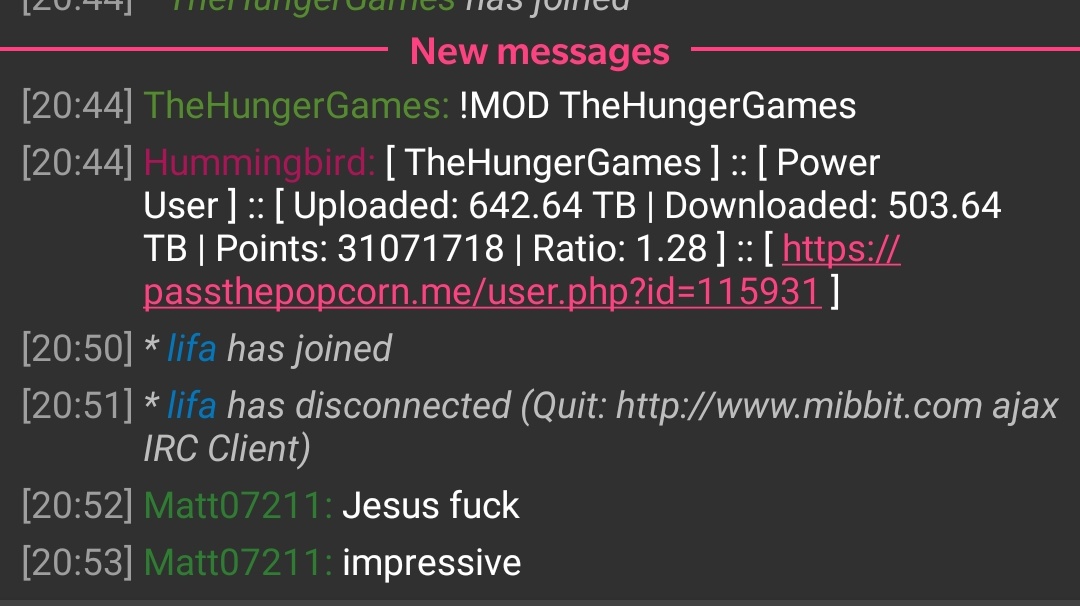 [20:44] * TheHungerGames has joined
New messages
[20:44] TheHungerGames: !MOD TheHungerGames
[20:44] Hummingbird: [ TheHungerGames ] :: [ Power
User ] :: [ Uploaded: 642.64 TB | Downloaded: 503.64
TB | Points: 31071718 | Ratio: 1.28 ] :: [ https://
passthepopcorn.me/user.php?id=115931 ]
[20:50] * lifa has joined
[20:51] * lifa has disconnected (Quit: http://www.mibbit.com ajax
IRC Client)
[20:52] Matt07211: Jesus fuck
[20:53] Matt07211: impressive